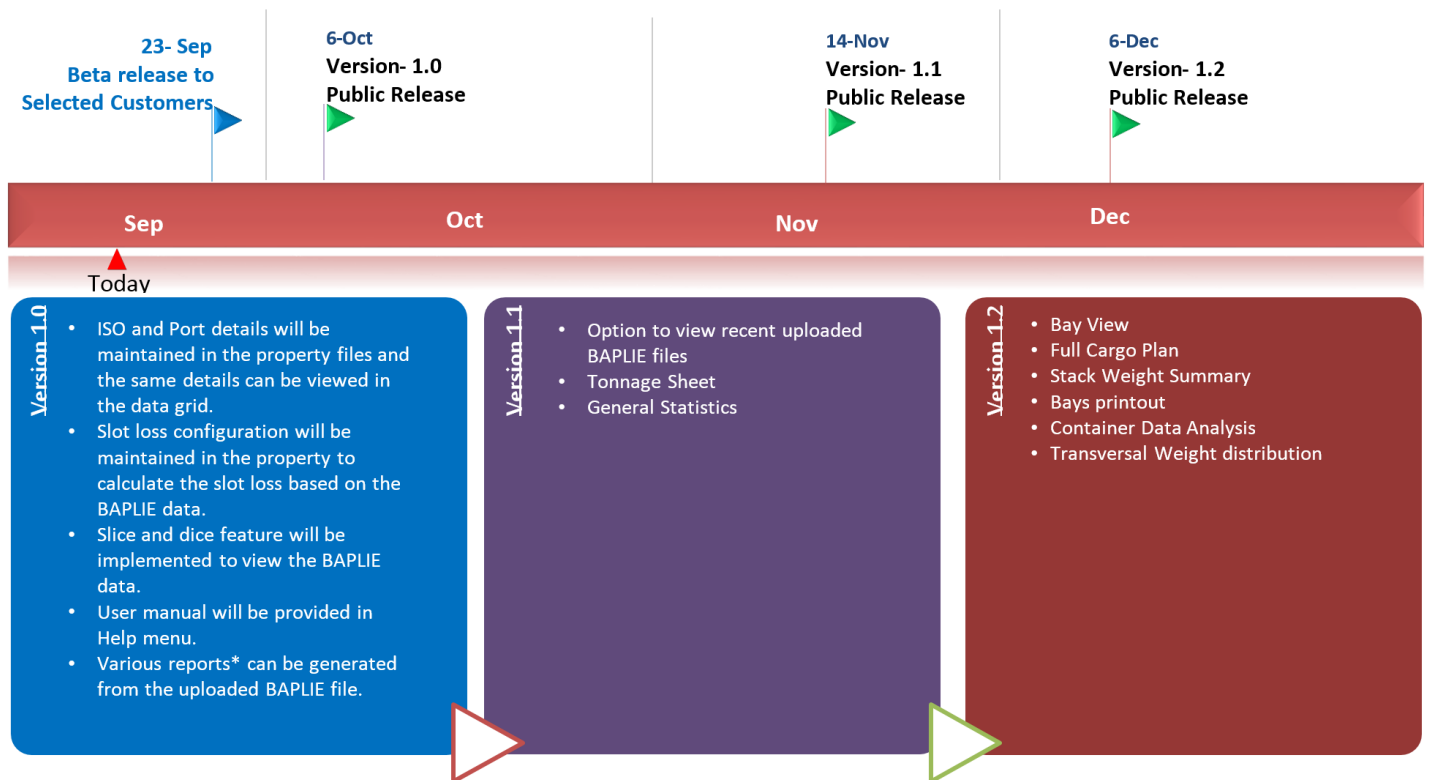 23- Sep
Beta release to
Selected Customers
6-Oct
Version- 1.0
Public Release
14-Nov
Version- 1.1
Public Release
6-Dec
Version- 1.2
Public Release
Sep
Oct
Nov
Dec
Today
Version 1.0
• ISO and Port details will be
maintained in the property files and
the same details can be viewed in
the data grid.
• Slot loss configuration will be
maintained in the property to
calculate the slot loss based on the
BAPLIE data.
• Slice and dice feature will be
implemented to view the BAPLIE
data.
• User manual will be provided in
Help menu.
• Various reports* can be generated
from the uploaded BAPLIE file.
Version 1.1
• Option to view recent uploaded
BAPLIE files
• Tonnage Sheet
• General Statistics
Version 1.2
• Bay View
• Full Cargo Plan
• Stack Weight Summary
• Bays printout
• Container Data Analysis
• Transversal Weight distribution